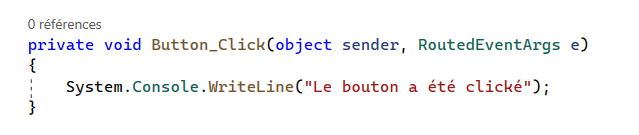 0 références
private void Button_Click(object sender, RoutedEventArgs e)
{
    System.Console.WriteLine("Le bouton a été clické");
}